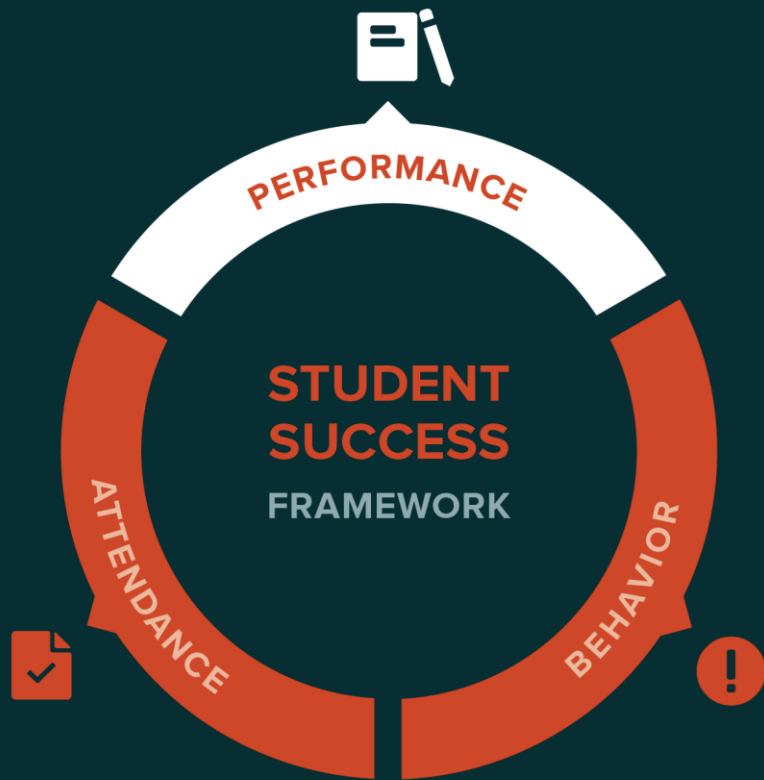 PERFORMANCE
STUDENT
SUCCESS
FRAMEWORK
ATTENDANCE
BEHAVIOR